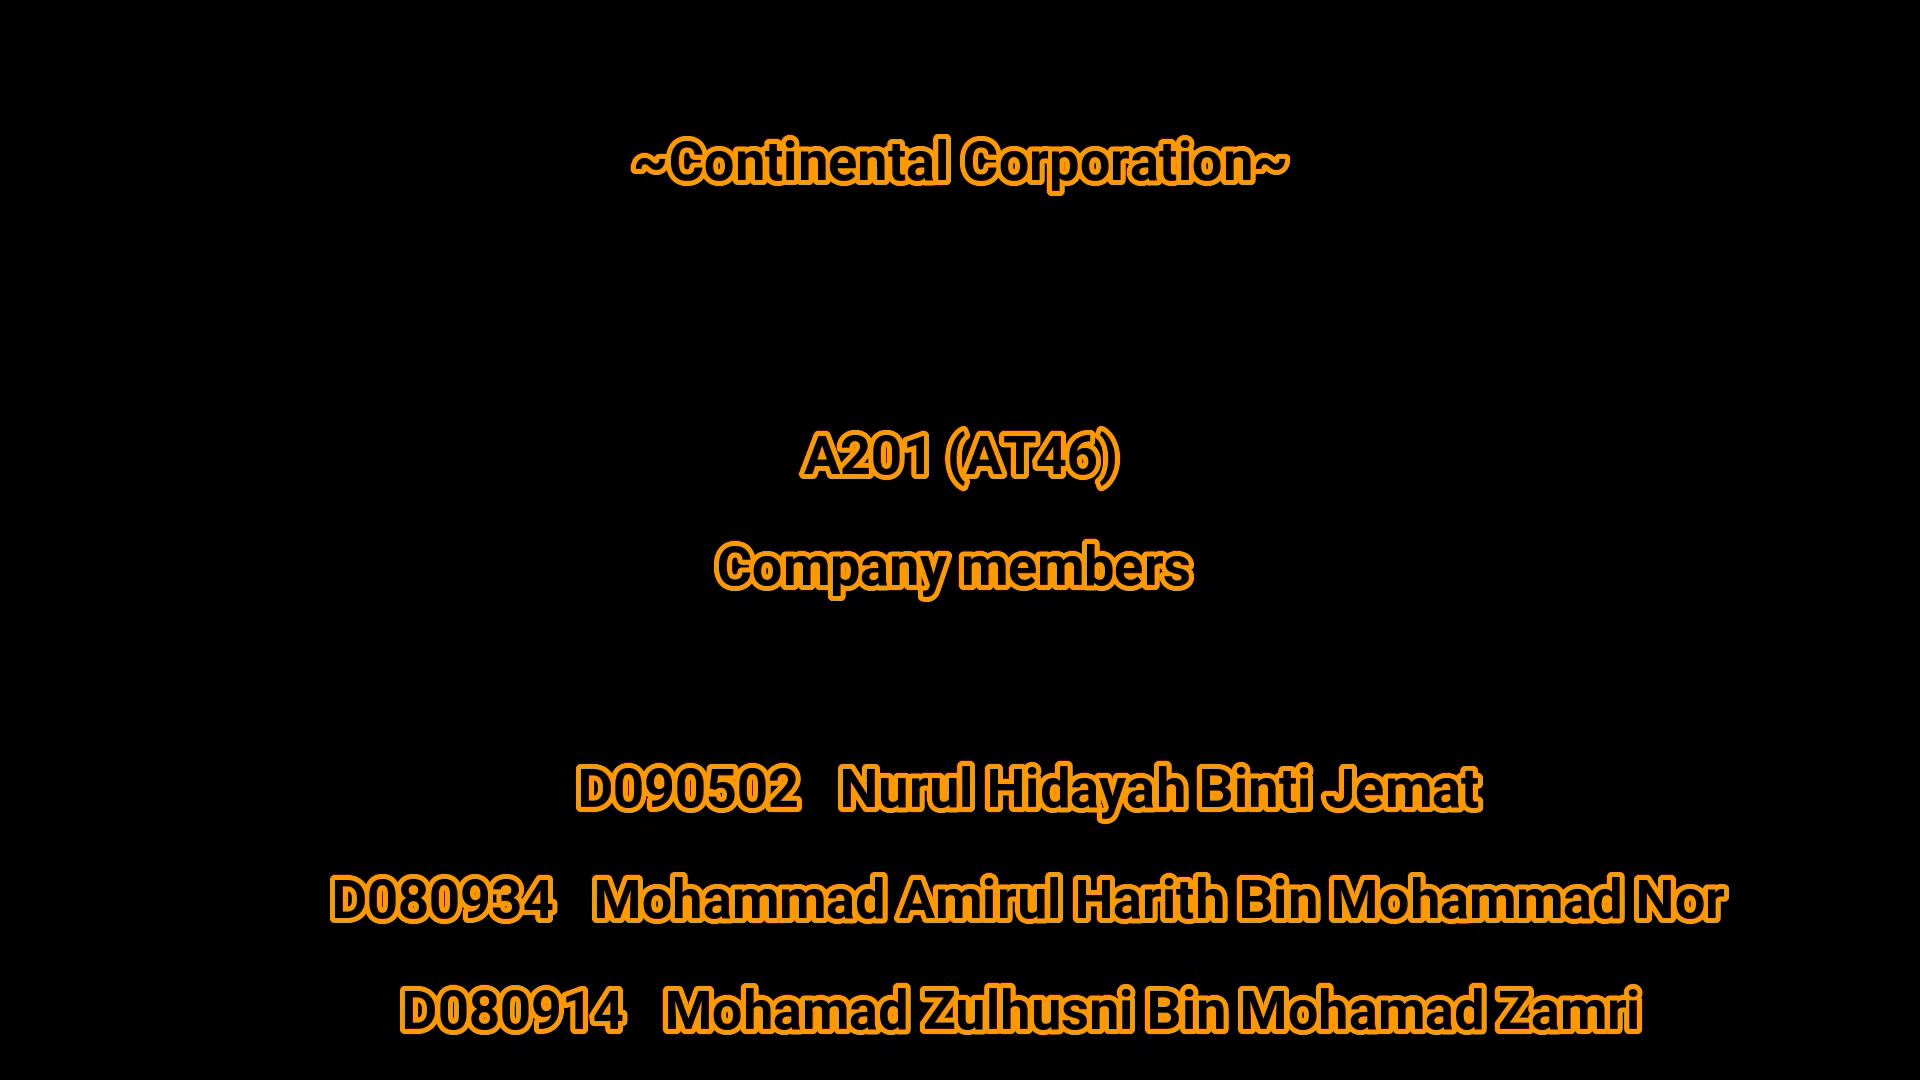 ~Continental Corporation~
A201 (AT46)
Company members
D090502 Nurul Hidayah Binti Jemat
D080934 Mohammad Amirul Harith Bin Mohammad Nor
D080914 Mohamad Zulhusni Bin Mohamad Zamri